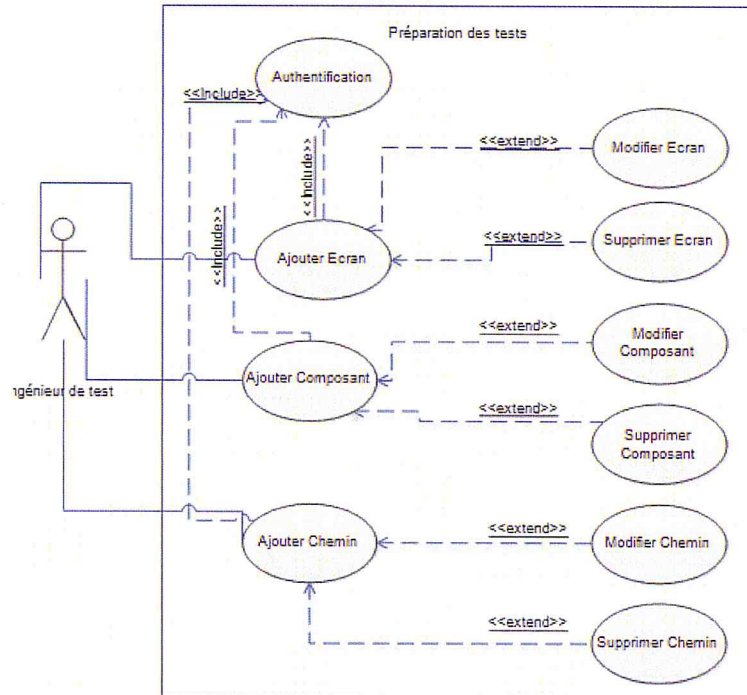 Préparation des tests
Authentification
<<Include>>
<<Include>>
<<Include>>
<<extend>>
Modifier Ecran
<<extend>>
Supprimer Ecran
Ajouter Ecran
<<extend>>
Modifier
Composant
Ajouter Composant
ngénieur de test
<<extend>>
Supprimer
Composant
<<extend>>
Modifier Chemin
Ajouter Chemin
<<extend>>
Supprimer Chemin